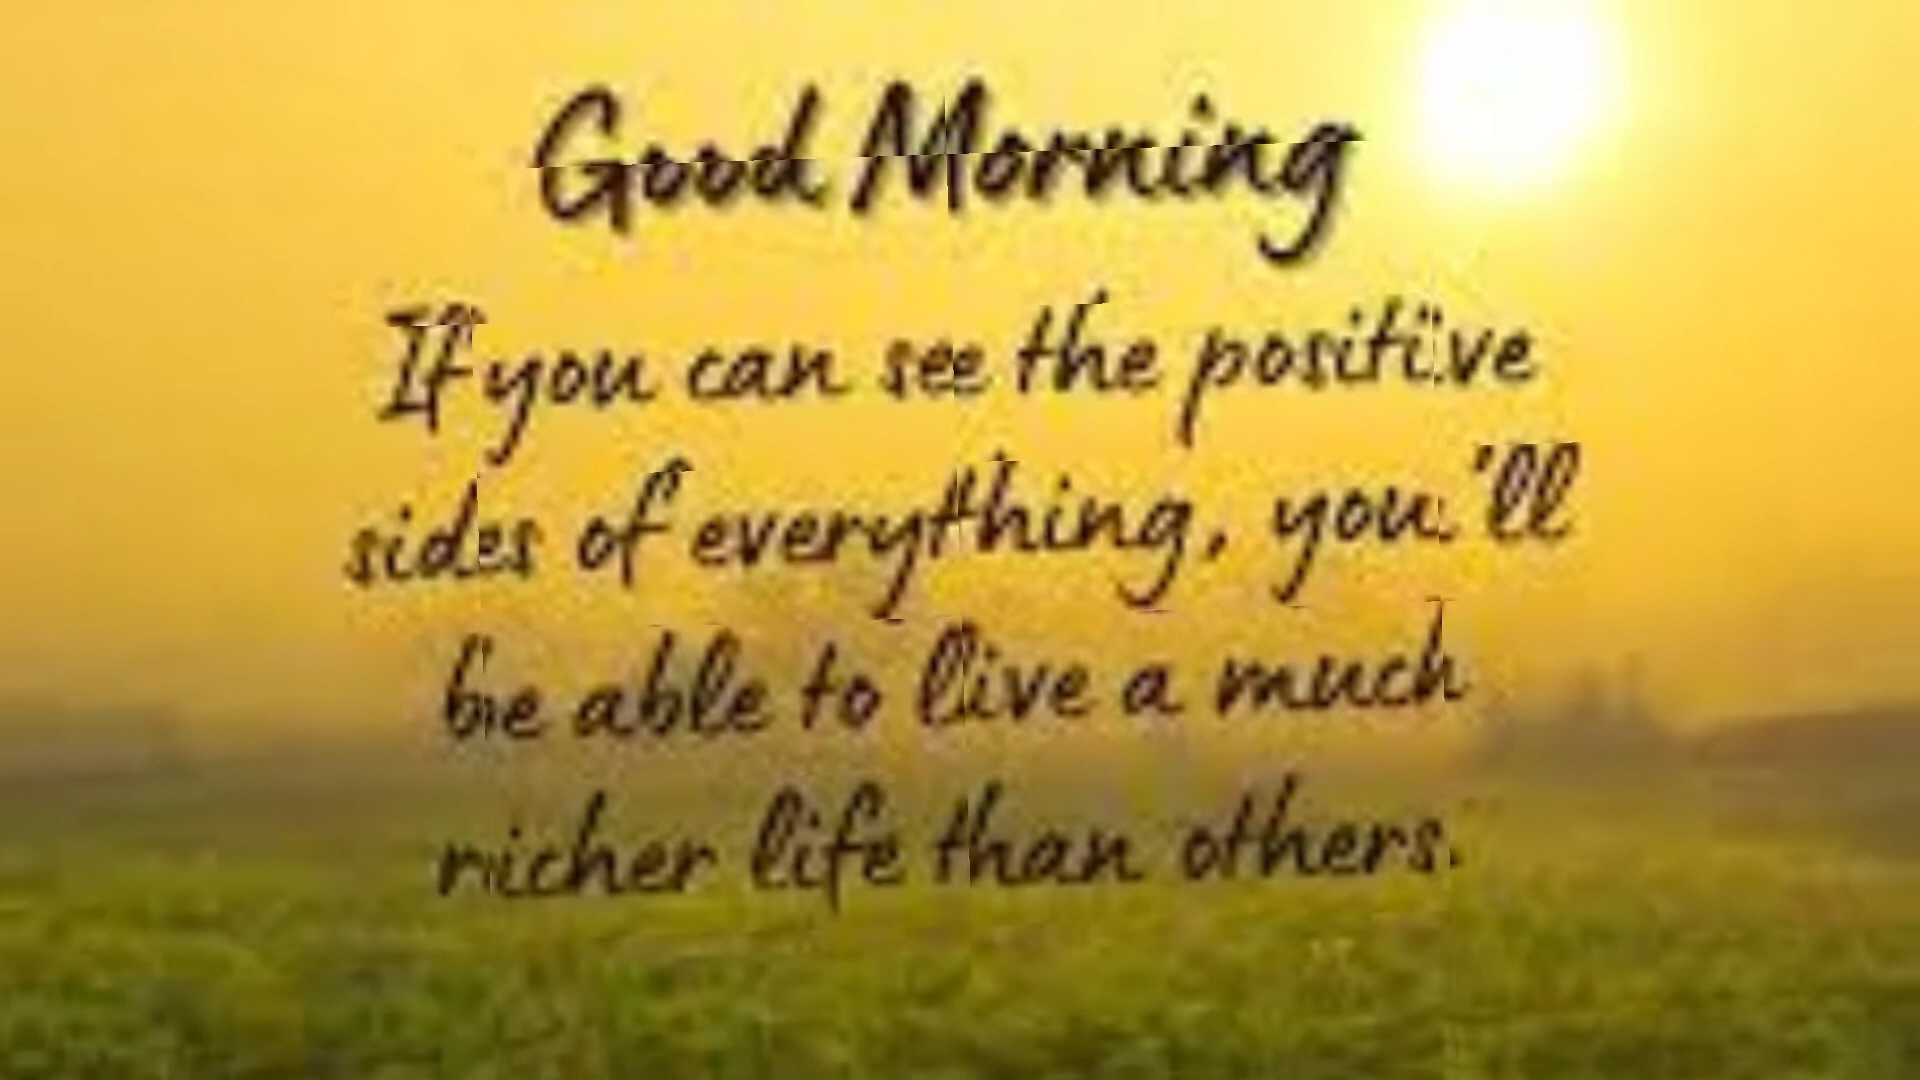 Good Morning
If you can see the positive
sides of everything, you'll
be able to live a much
richer life than others.